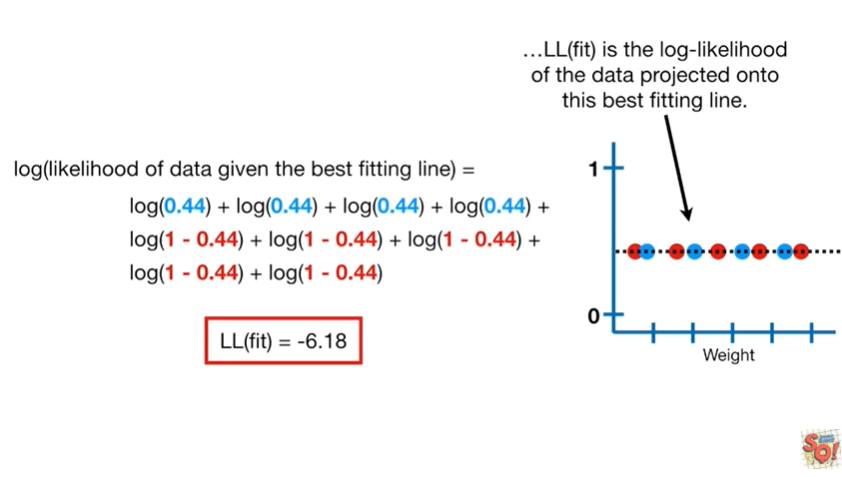 ...LL(fit) is the log-likelihood
of the data projected onto
this best fitting line.
log(likelihood of data given the best fitting line) =
log(0.44) + log(0.44) + log(0.44) + log(0.44) +
log(1 - 0.44) + log(1 - 0.44) + log(1 - 0.44) +
log(1 - 0.44) + log(1 - 0.44)
LL(fit) = -6.18
1
0
Weight
SQ!